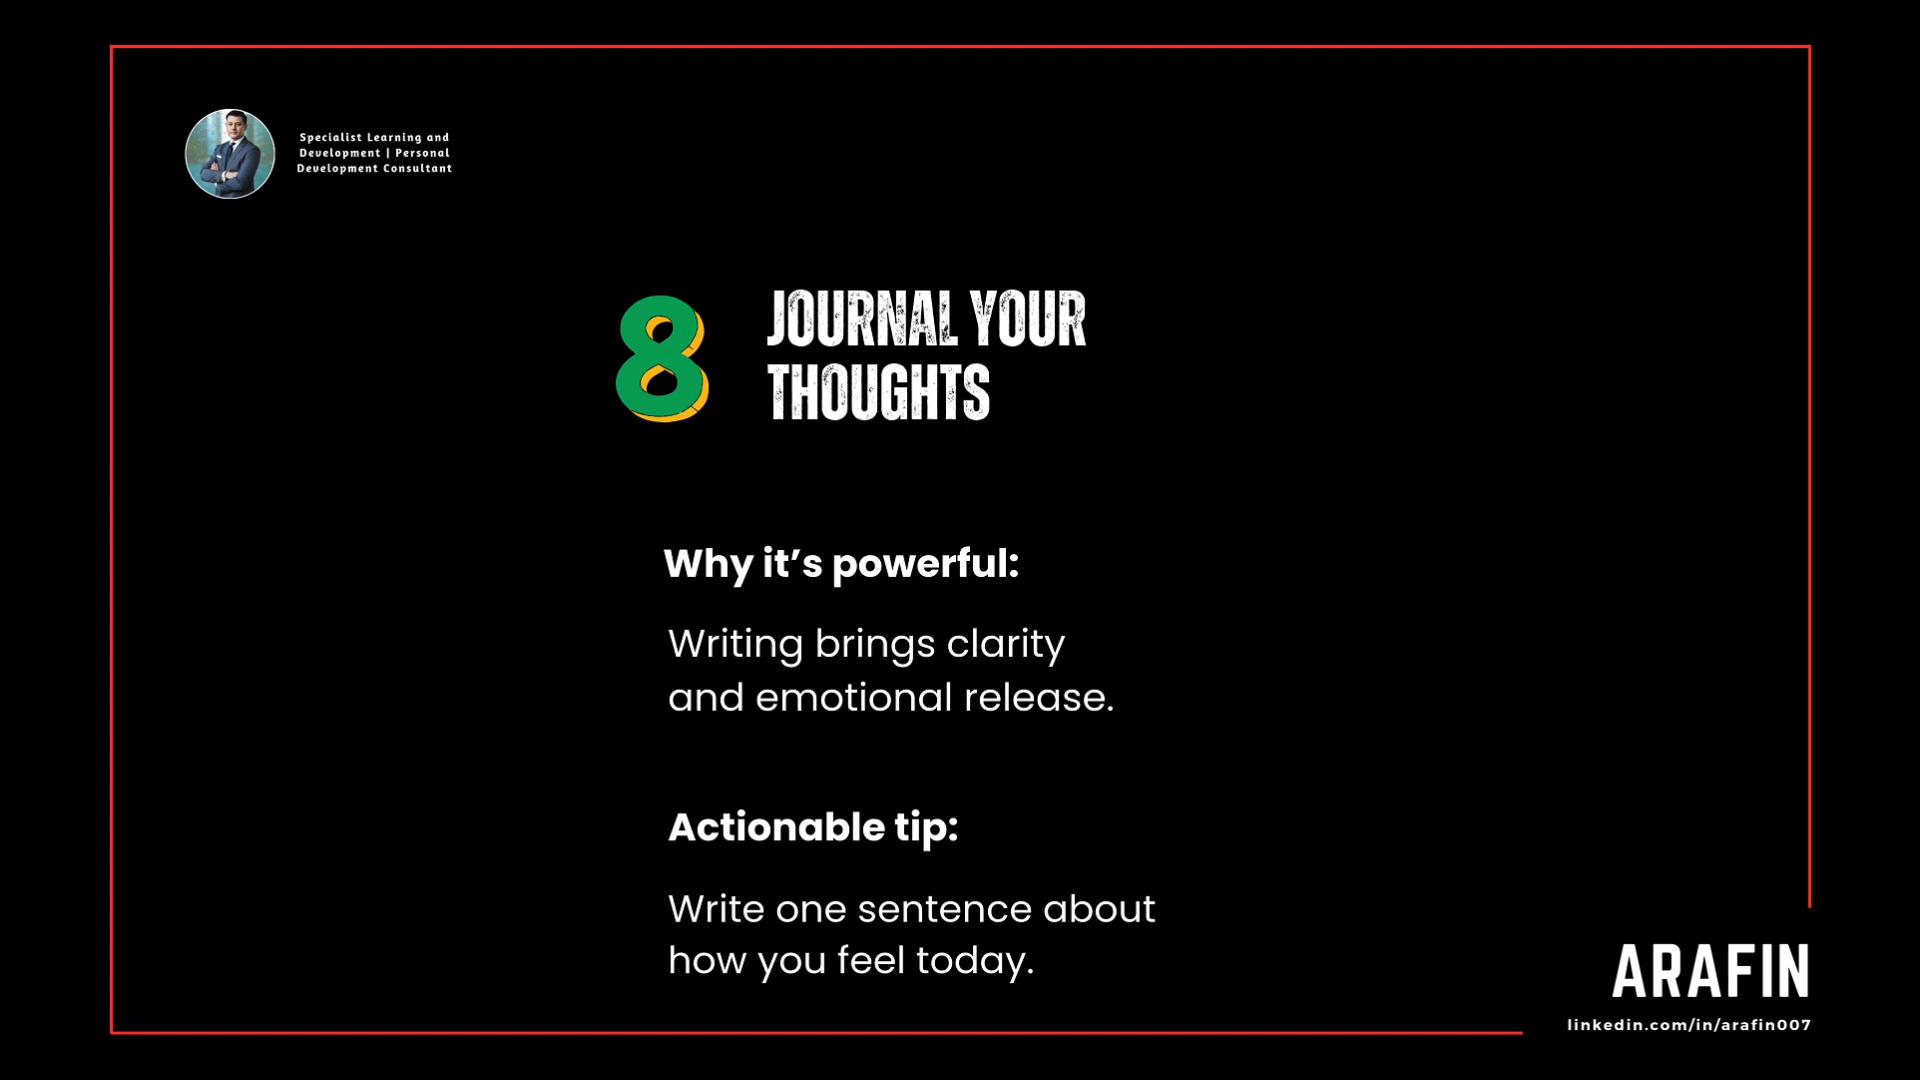 Specialist Learning and
Development | Personal
Development Consultant
8
JOURNAL YOUR
THOUGHTS
Why it’s powerful:
Writing brings clarity
and emotional release.
Actionable tip:
Write one sentence about
how you feel today.
ARAFIN
linkedin.com/in/arafin007